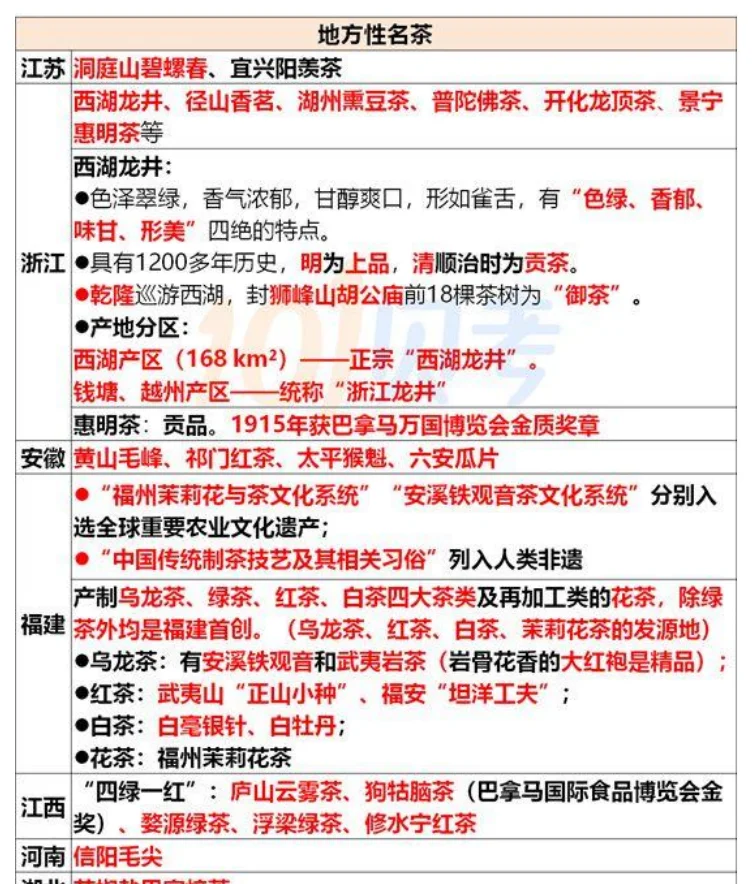 地方性名茶
江苏 洞庭山碧螺春、宜兴阳羡茶
西湖龙井、径山香茗、湖州熏豆茶、普陀佛茶、开化龙顶茶、景宁
惠明茶等
西湖龙井：
●色泽翠绿，香气浓郁，甘醇爽口，形如雀舌，有“色绿、香郁、
味甘、形美”四绝的特点。
浙江 ●具有1200多年历史，明为上品，清顺治时为贡茶。
●乾隆巡游西湖，封狮峰山胡公庙前18棵茶树为“御茶”。
●产地分区：
西湖产区（168 km²）——正宗“西湖龙井”。
钱塘、越州产区——统称“浙江龙井”
惠明茶：贡品。1915年获巴拿马万国博览会金质奖章
安徽 黄山毛峰、祁门红茶、太平猴魁、六安瓜片
●“福州茉莉花与茶文化系统”“安溪铁观音茶文化系统”分别入
选全球重要农业文化遗产；
●“中国传统制茶技艺及其相关习俗”列入人类非遗
产制乌龙茶、绿茶、红茶、白茶四大茶类及再加工类的花茶，除绿
福建 茶外均是福建首创。（乌龙茶、红茶、白茶、茉莉花茶的发源地）
●乌龙茶：有安溪铁观音和武夷岩茶（岩骨花香的大红袍是精品）；
●红茶：武夷山“正山小种”、福安“坦洋工夫”；
●白茶：白毫银针、白牡丹；
●花茶：福州茉莉花茶
江西 “四绿一红”：庐山云雾茶、狗牯脑茶（巴拿马国际食品博览会金
奖）、婺源绿茶、浮梁绿茶、修水宁红茶
河南 信阳毛尖